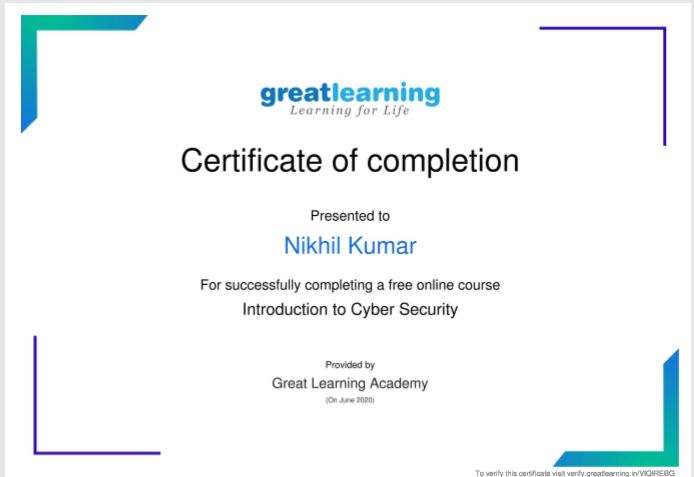 greatlearning
Learning for Life
Certificate of completion
Presented to
Nikhil Kumar
For successfully completing a free online course
Introduction to Cyber Security
Provided by
Great Learning Academy
(On June 2020)
To verify this certificate visit verify.greatlearning.in/VIQIREBG